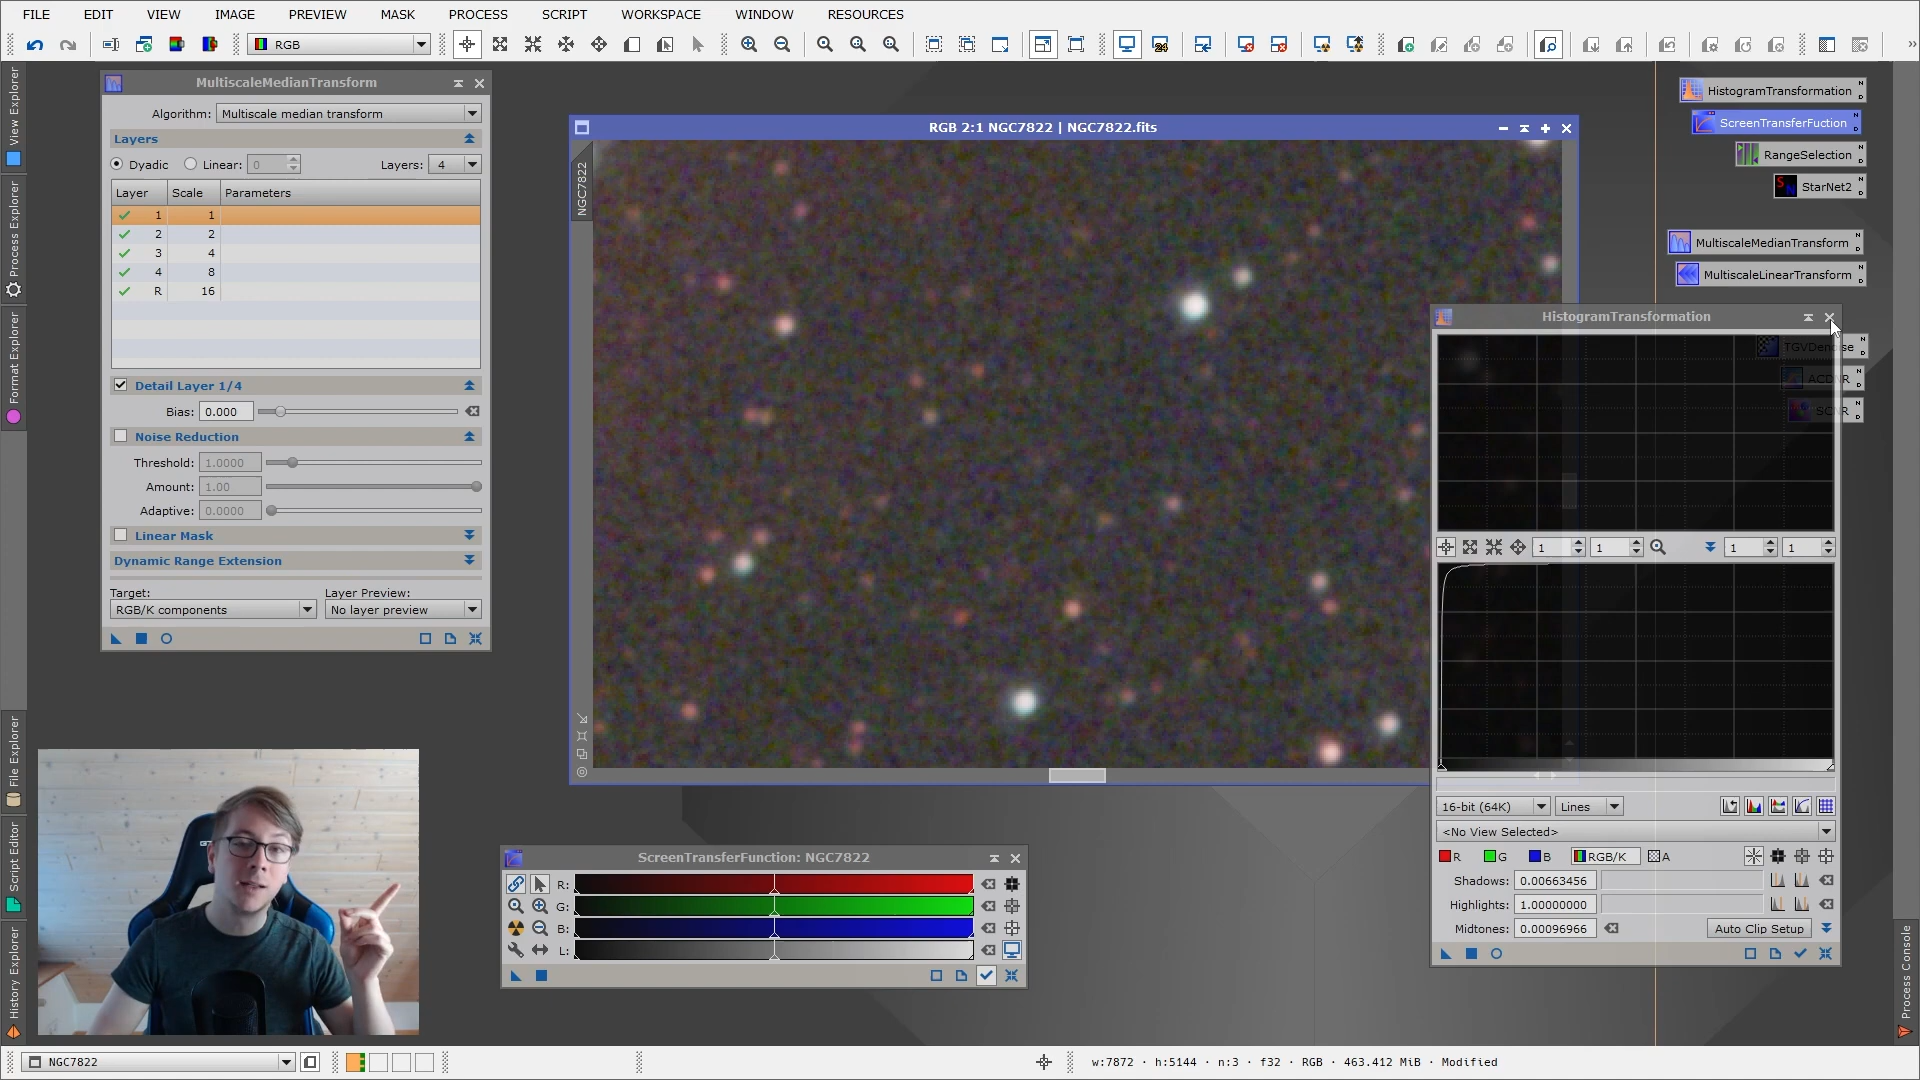 FILE EDIT VIEW IMAGE PREVIEW MASK PROCESS SCRIPT WORKSPACE WINDOW RESOURCES
RGB
24
View Explorer
Process Explorer
Format Explorer
File Explorer
Script Editor
History Explorer
MultiscaleMedianTransform
Algorithm: Multiscale median transform
Layers
Dyadic Linear: 0 Layers: 4
Layer Scale Parameters
1 1
2 2
3 4
4 8
R 16
Detail Layer 1/4
Bias: 0.000
Noise Reduction
Threshold: 1.0000
Amount: 1.00
Adaptive: 0.0000
Linear Mask
Dynamic Range Extension
Target: Layer Preview:
RGB/K components No layer preview
RGB 2:1 NGC7822 | NGC7822.fits
NGC7822
ScreenTransferFunction: NGC7822
R:
G:
B:
L:
HistogramTransformation
ScreenTransferFuction
RangeSelection
StarNet2
MultiscaleMedianTransform
MultiscaleLinearTransform
TGVDenoise
ACDNR
SCNR
HistogramTransformation
1 1 1 1
16-bit (64K) Lines
<No View Selected>
R G B RGB/K A
Shadows: 0.00663456
Highlights: 1.00000000
Midtones: 0.00096966 Auto Clip Setup
Process Console
NGC7822
w:7872 · h:5144 · n:3 · f32 · RGB · 463.412 MiB · Modified